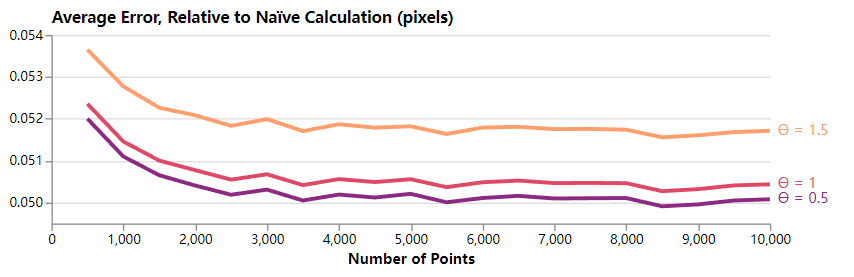 Average Error, Relative to Naïve Calculation (pixels)
0.054
0.053
0.052
0.051
0.050
Θ = 1.5
Θ = 1
Θ = 0.5
0 1,000 2,000 3,000 4,000 5,000 6,000 7,000 8,000 9,000 10,000
Number of Points